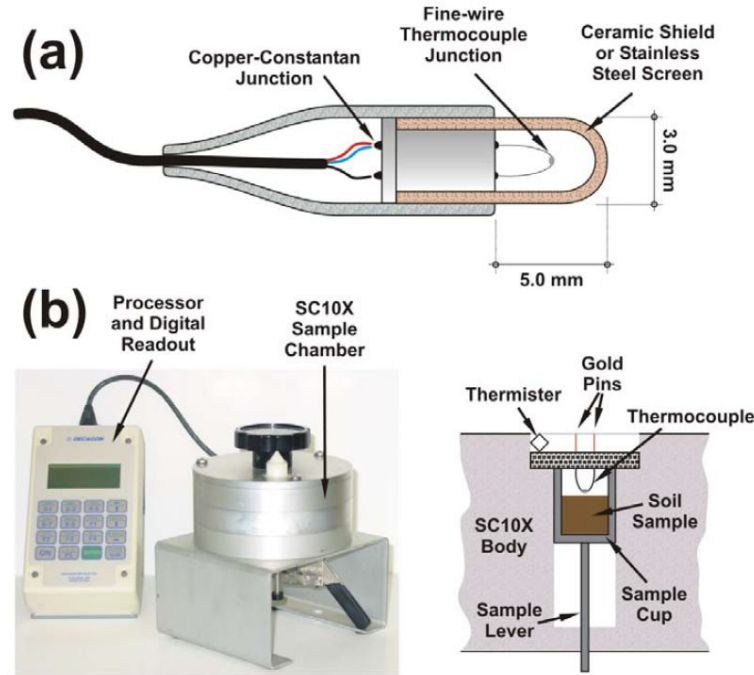 (a)
Copper-Constantan
Junction
Fine-wire
Thermocouple
Junction
Ceramic Shield
or Stainless
Steel Screen
3.0 mm
5.0 mm
(b)
Processor
and Digital
Readout
SC10X
Sample
Chamber
DECAGON
ON
Thermister
Gold
Pins
Thermocouple
SC10X
Body
Soil
Sample
Sample
Lever
Sample
Cup